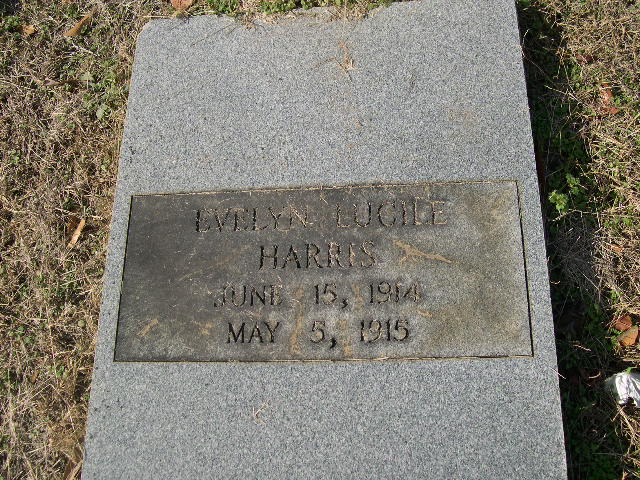 EVELYN LUCILE
HARRIS
JUNE 15, 1914
MAY 5, 1915